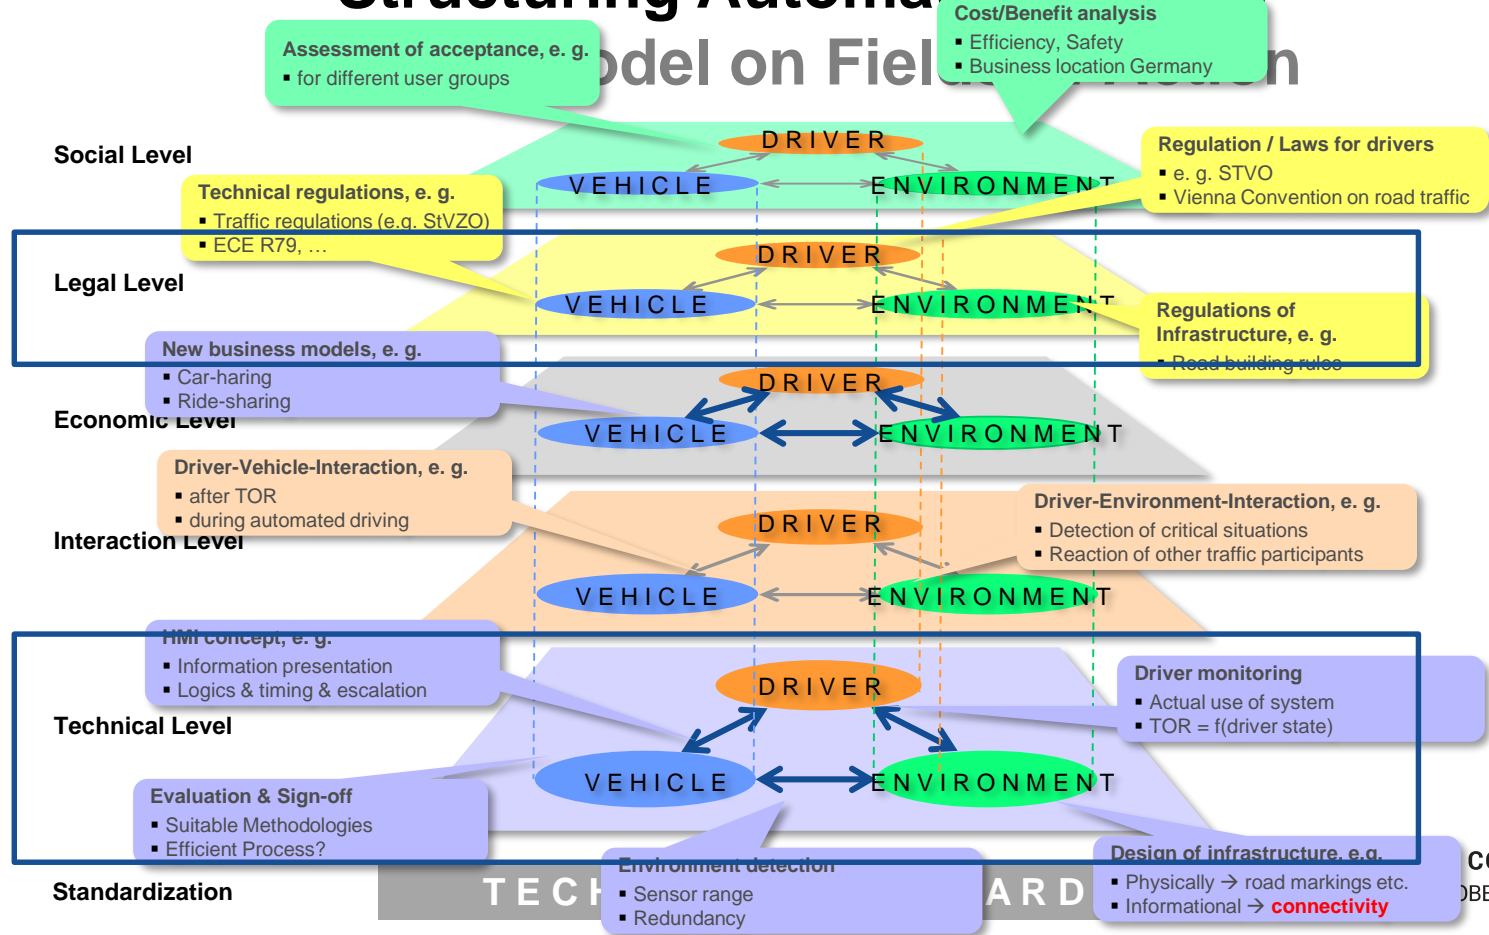 Structuring Automa
Cost/Benefit analysis
▪ Efficiency, Safety
▪ Business location Germany
Assessment of acceptance, e. g.
▪ for different user groups
on
Social Level
DRIVER
VEHICLE
ENVIRONMENT
Regulation / Laws for drivers
▪ e. g. STVO
▪ Vienna Convention on road traffic
Technical regulations, e. g.
▪ Traffic regulations (e.g. StVZO)
▪ ECE R79, …
Legal Level
DRIVER
VEHICLE
ENVIRONMENT
Regulations of
Infrastructure, e. g.
▪ Road building rules
New business models, e. g.
▪ Car-haring
▪ Ride-sharing
Economic Level
DRIVER
VEHICLE
ENVIRONMENT
Driver-Vehicle-Interaction, e. g.
▪ after TOR
▪ during automated driving
Interaction Level
DRIVER
VEHICLE
ENVIRONMENT
Driver-Environment-Interaction, e. g.
▪ Detection of critical situations
▪ Reaction of other traffic participants
HMI concept, e. g.
▪ Information presentation
▪ Logics & timing & escalation
Technical Level
DRIVER
VEHICLE
ENVIRONMENT
Driver monitoring
▪ Actual use of system
▪ TOR = f(driver state)
Evaluation & Sign-off
▪ Suitable Methodologies
▪ Efficient Process?
Environment detection
▪ Sensor range
▪ Redundancy
Design of infrastructure, e.g.
▪ Physically → road markings etc.
▪ Informational → connectivity
Standardization
TECH
ARD